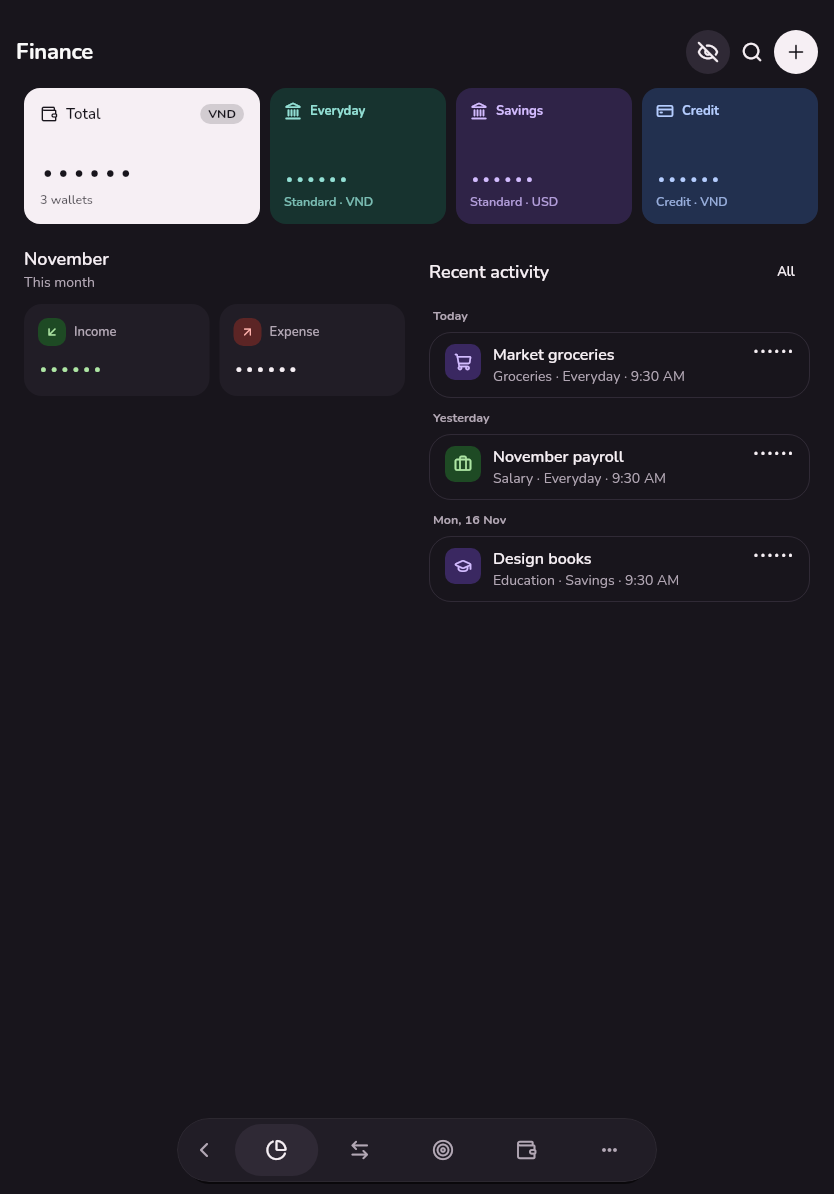 Finance
Total
VND
••••••
3 wallets
Everyday
••••••
Standard · VND
Savings
••••••
Standard · USD
Credit
••••••
Credit · VND
November
This month
Income
••••••
Expense
••••••
Recent activity
All
Today
Market groceries
••••••
Groceries · Everyday · 9:30 AM
Yesterday
November payroll
••••••
Salary · Everyday · 9:30 AM
Mon, 16 Nov
Design books
••••••
Education · Savings · 9:30 AM